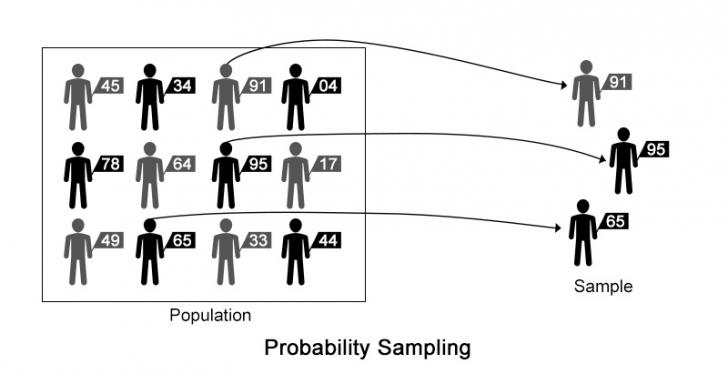 45 34 91 04
91
78 64 95 17
95
49 65 33 44
65
Sample
Population
Probability Sampling